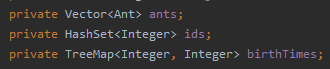 private Vector<Ant> ants;
private HashSet<Integer> ids;
private TreeMap<Integer, Integer> birthTimes;